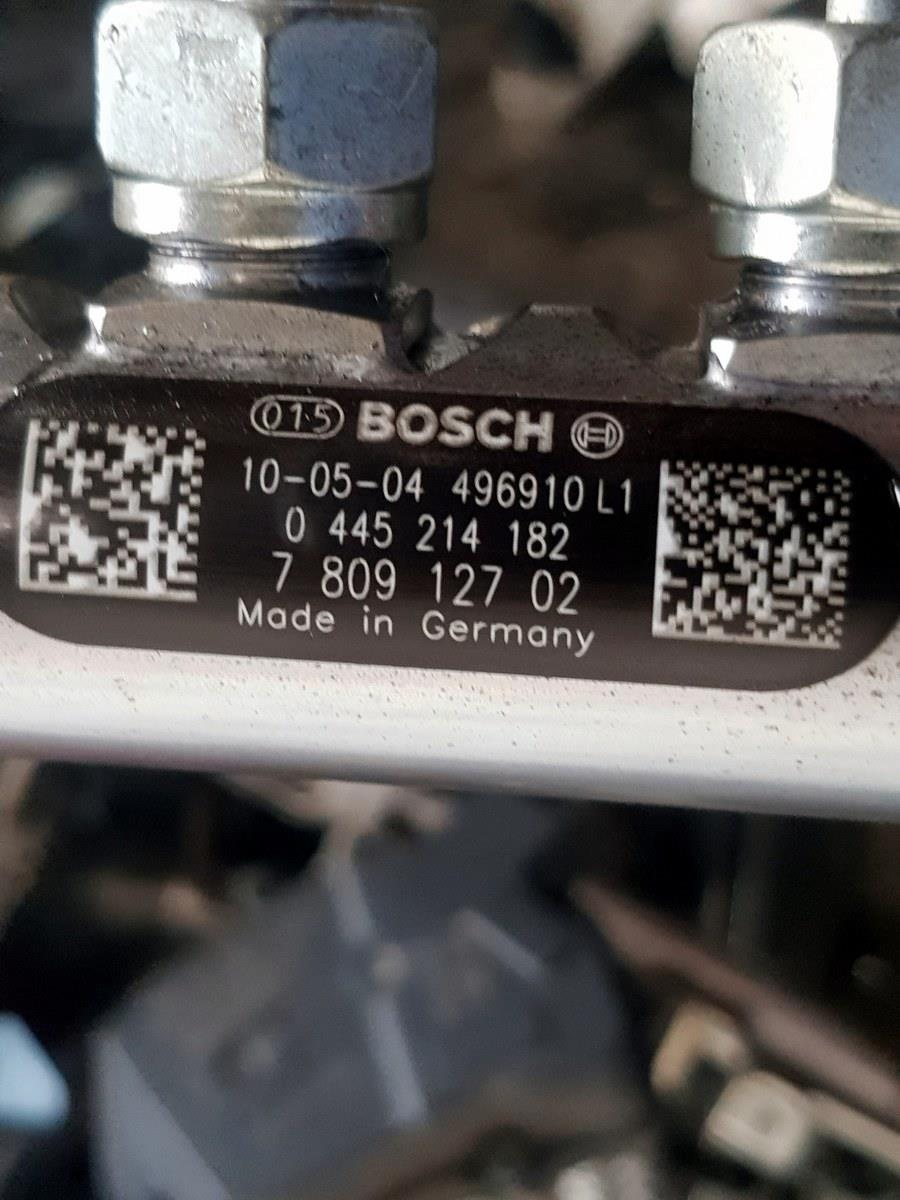 015 BOSCH
10-05-04 496910 L1
0 445 214 182
7 809 127 02
Made in Germany